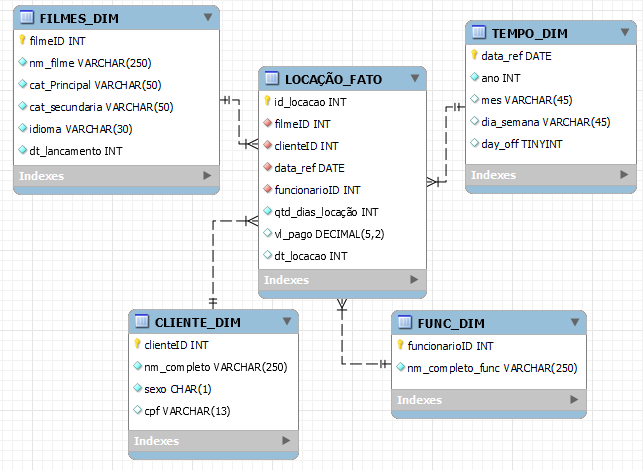 FILMES_DIM
filmeID INT
nm_filme VARCHAR(250)
cat_Principal VARCHAR(50)
cat_secundaria VARCHAR(50)
idioma VARCHAR(30)
dt_lancamento INT
Indexes
LOCAÇÃO_FATO
id_locacao INT
filmeID INT
clienteID INT
data_ref DATE
funcionarioID INT
qtd_dias_locação INT
vl_pago DECIMAL(5,2)
dt_locacao INT
Indexes
TEMPO_DIM
data_ref DATE
ano INT
mes VARCHAR(45)
dia_semana VARCHAR(45)
day_off TINYINT
Indexes
CLIENTE_DIM
clienteID INT
nm_completo VARCHAR(250)
sexo CHAR(1)
cpf VARCHAR(13)
Indexes
FUNC_DIM
funcionarioID INT
nm_completo_func VARCHAR(250)
Indexes